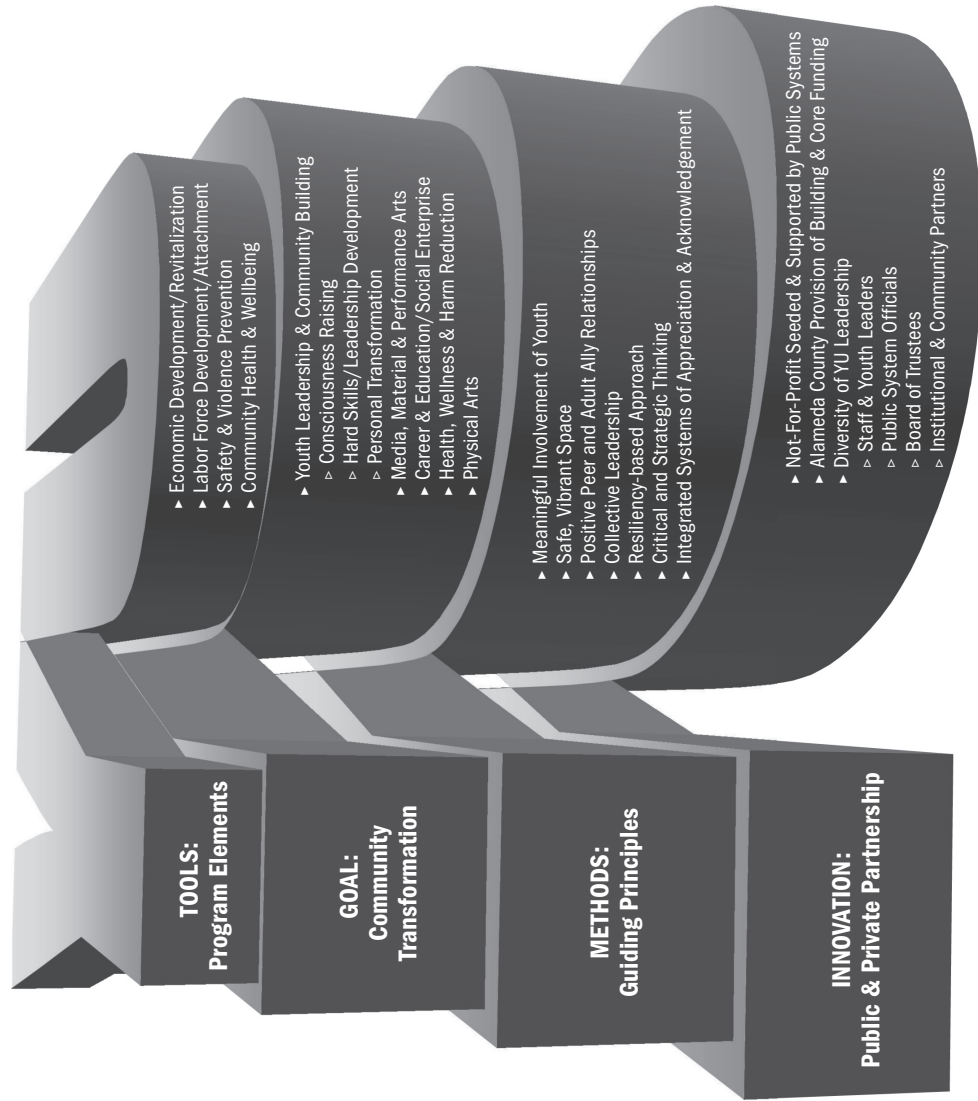 TOOLS:
Program Elements
▸ Economic Development/Revitalization
▸ Labor Force Development/Attachment
▸ Safety & Violence Prevention
▸ Community Health & Wellbeing
GOAL:
Community
Transformation
▸ Youth Leadership & Community Building
▹ Consciousness Raising
▹ Hard Skills/Leadership Development
▹ Personal Transformation
▸ Media, Material & Performance Arts
▸ Career & Education/Social Enterprise
▸ Health, Wellness & Harm Reduction
▸ Physical Arts
METHODS:
Guiding Principles
▸ Meaningful Involvement of Youth
▸ Safe, Vibrant Space
▸ Positive Peer and Adult Ally Relationships
▸ Collective Leadership
▸ Resiliency-based Approach
▸ Critical and Strategic Thinking
▸ Integrated Systems of Appreciation & Acknowledgement
INNOVATION:
Public & Private Partnership
▸ Not-For-Profit Seeded & Supported by Public Systems
▸ Alameda County Provision of Building & Core Funding
▸ Diversity of YU Leadership
▹ Staff & Youth Leaders
▹ Public System Officials
▹ Board of Trustees
▹ Institutional & Community Partners